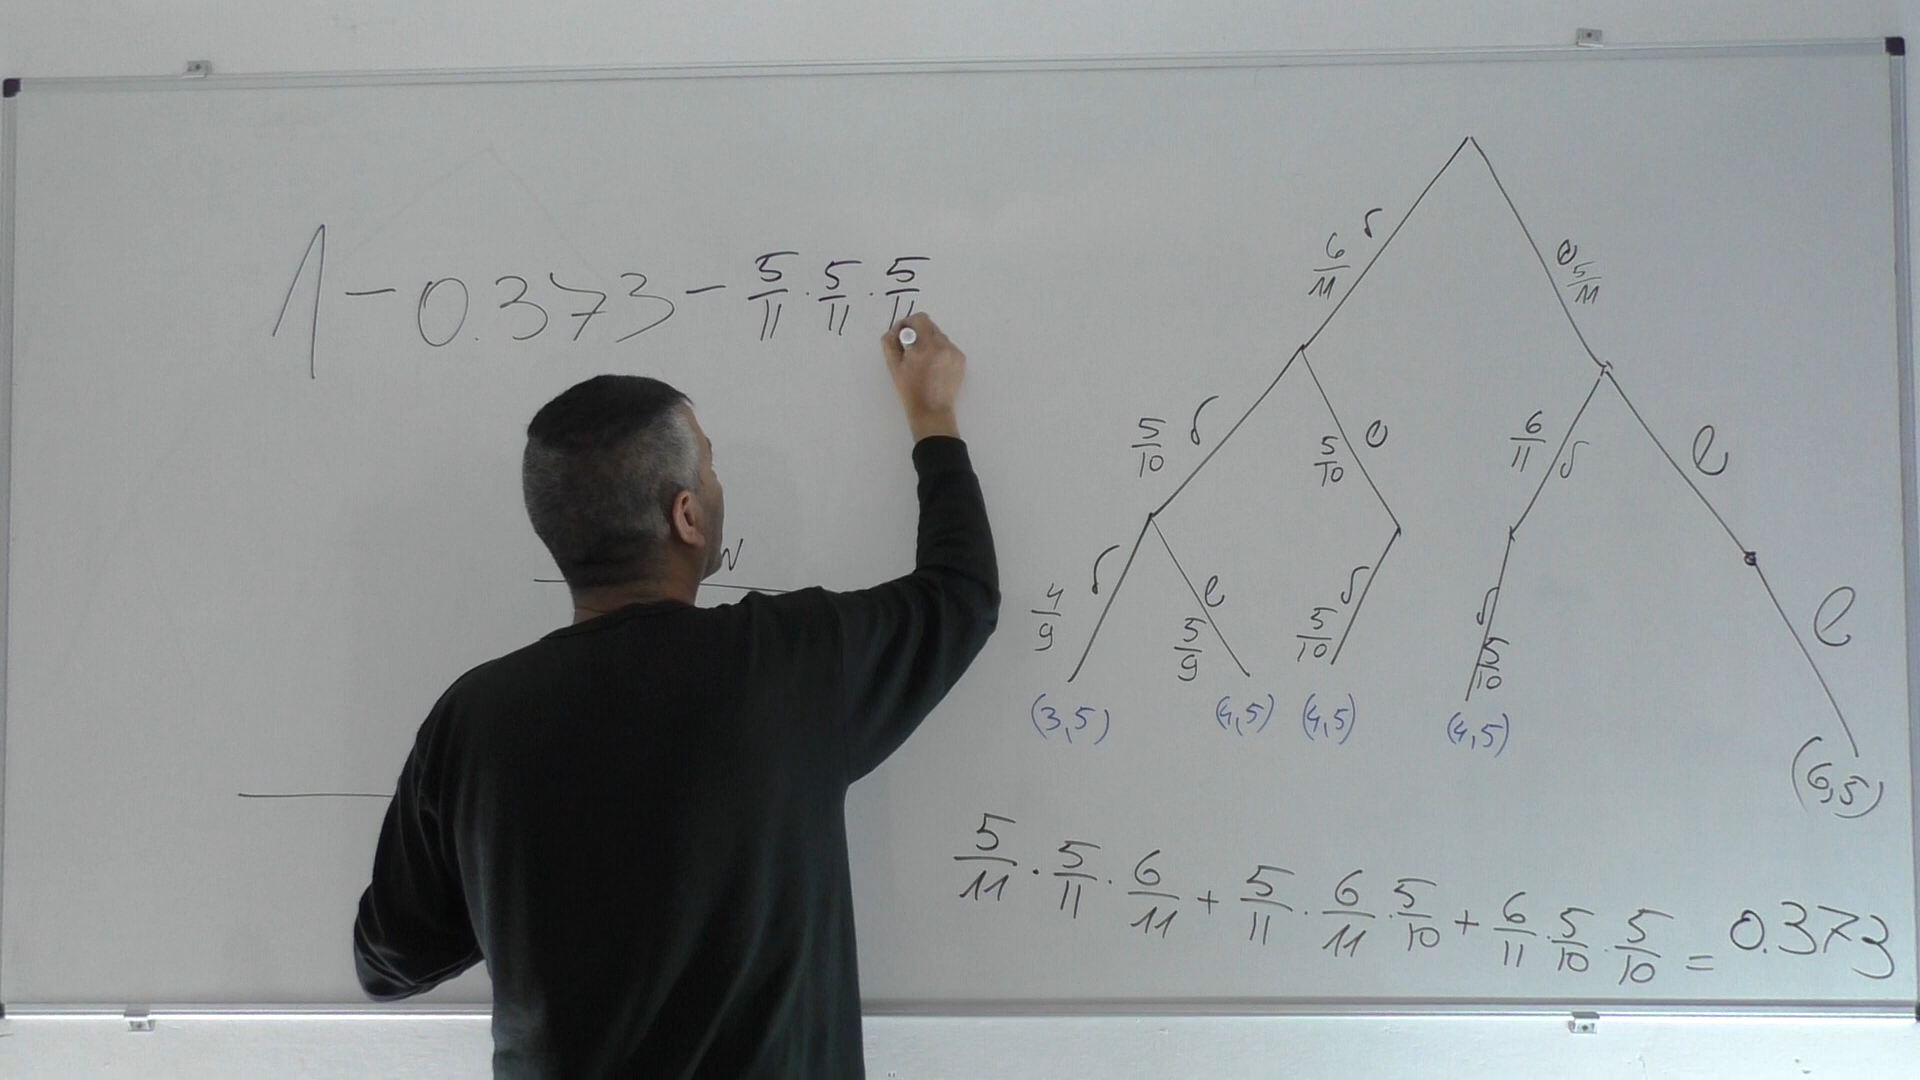 1 - 0.373 - 5/11 · 5/11 · 5/11
б
6/11
5/11
5/10
б
5/10
e
6/11
б
e
4/9
б
5/9
e
5/10
б
б
5/10
e
(3,5)
(4,5)
(4,5)
(4,5)
(6,5)
5/11 · 5/11 · 6/11 + 5/11 · 6/11 · 5/10 + 6/11 · 5/10 · 5/10 = 0.373